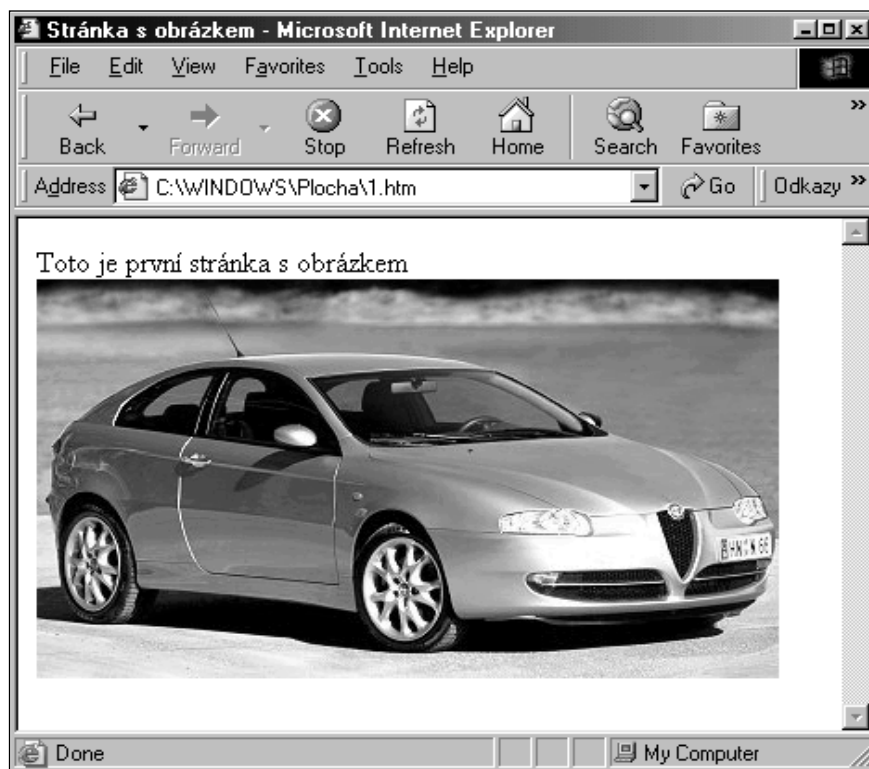 Stránka s obrázkem - Microsoft Internet Explorer
File Edit View Favorites Tools Help
Back Forward Stop Refresh Home Search Favorites »
Address C:\WINDOWS\Plocha\1.htm Go Odkazy »
Toto je první stránka s obrázkem
Done My Computer